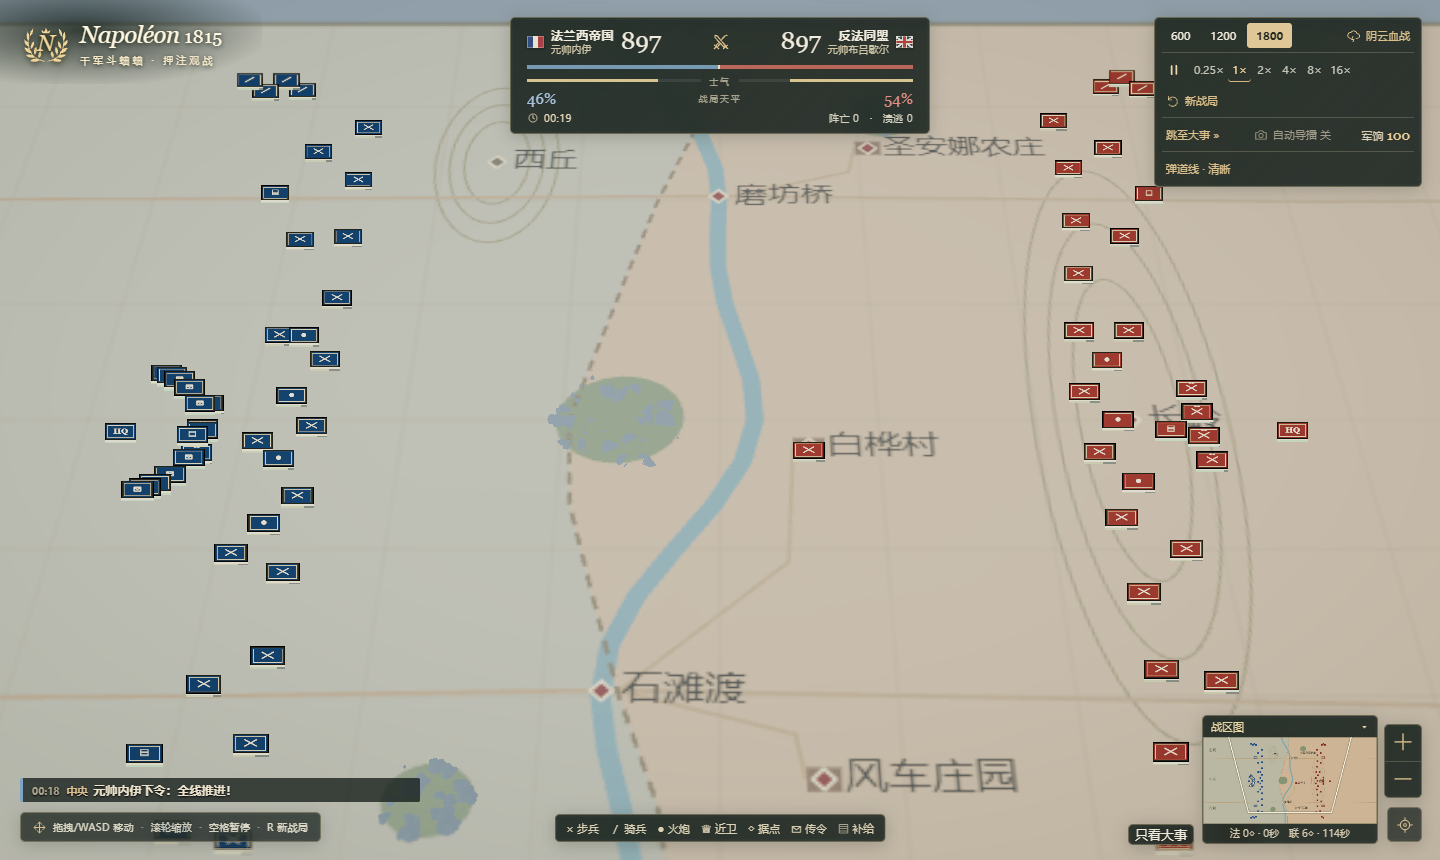 Napoléon 1815
千军斗蛐蛐 · 押注观战
法兰西帝国
元帅内伊
897
897
反法同盟
元帅布吕歇尔
士气
46%
战局天平
54%
00:19
阵亡 0 · 溃逃 0
600 1200 1800 阴云血战
0.25× 1× 2× 4× 8× 16×
新战局
跳至大事 »
自动导播 关
军饷 100
弹道线 · 清晰
西丘
圣安娜农庄
磨坊桥
长岭
HQ
HQ
白桦村
石滩渡
风车庄园
战区图
00:18 中央 元帅内伊下令：全线推进！
拖拽/WASD 移动 · 滚轮缩放 · 空格暂停 · R 新战局
步兵 骑兵 火炮 近卫 据点 传令 补给
只看大事
法 0⬦ · 0秒 联 6⬦ · 114秒